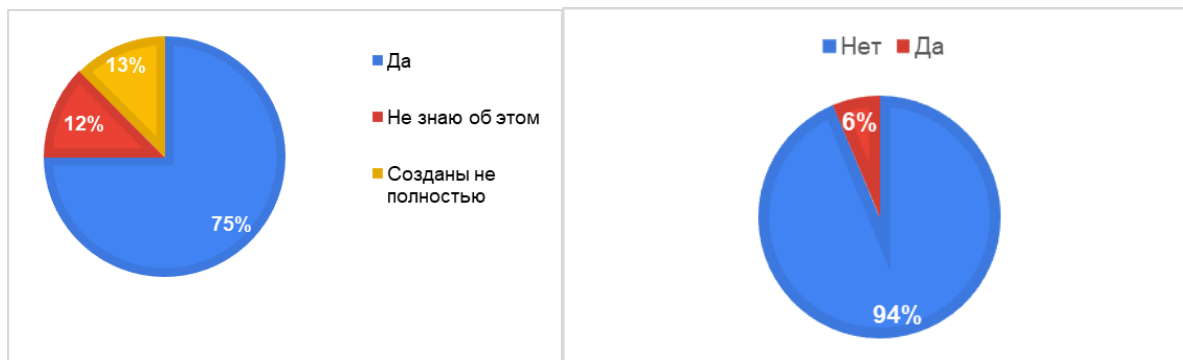 13%
Да
12%
Не знаю об этом
Созданы не
полностью
75%
Нет Да
6%
94%